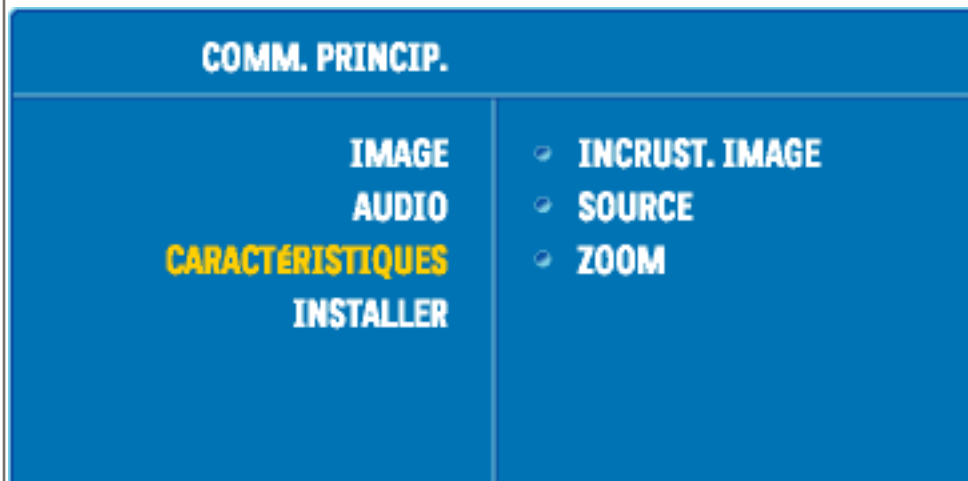 COMM. PRINCIP.
IMAGE
AUDIO
CARACTÉRISTIQUES
INSTALLER
INCRUST. IMAGE
SOURCE
ZOOM